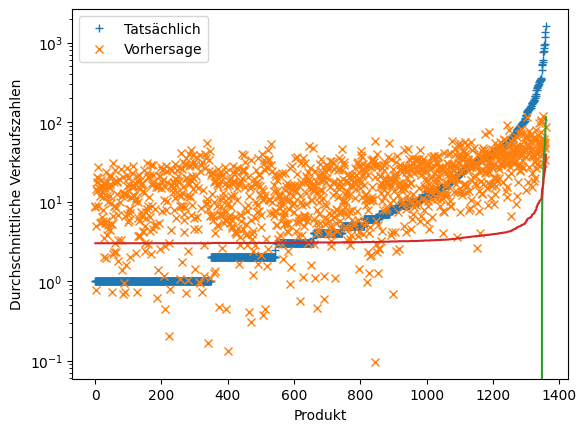 Tatsächlich
Vorhersage
Durchschnittliche Verkaufszahlen
10³
10²
10¹
10⁰
10⁻¹
0 200 400 600 800 1000 1200 1400
Produkt